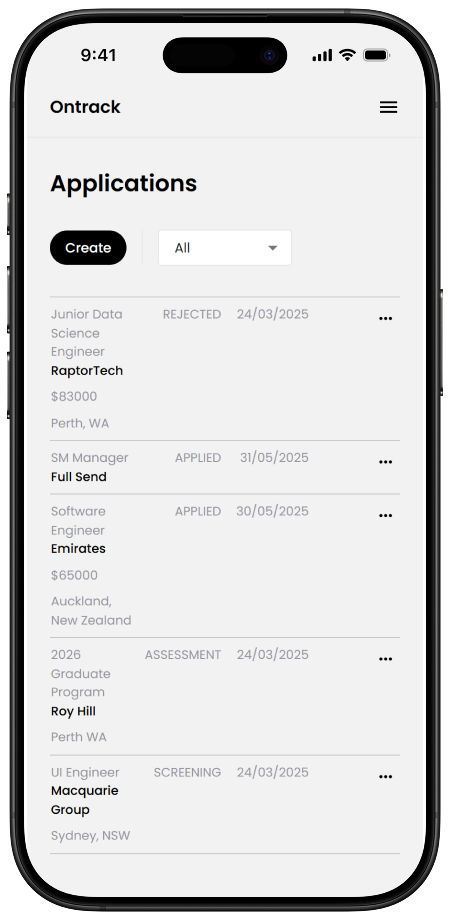 9:41
Ontrack
Applications
Create
All
Junior Data REJECTED 24/03/2025
Science
Engineer
RaptorTech
$83000
Perth, WA
SM Manager APPLIED 31/05/2025
Full Send
Software APPLIED 30/05/2025
Engineer
Emirates
$65000
Auckland,
New Zealand
2026 ASSESSMENT 24/03/2025
Graduate
Program
Roy Hill
Perth WA
UI Engineer SCREENING 24/03/2025
Macquarie
Group
Sydney, NSW